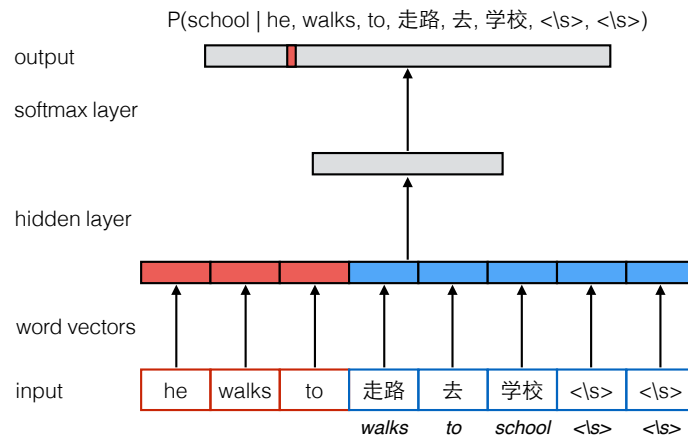 P(school | he, walks, to, 走路, 去, 学校, <\s>, <\s>)
output
softmax layer
hidden layer
word vectors
input he walks to 走路 去 学校 <\s> <\s>
walks to school <\s> <\s>